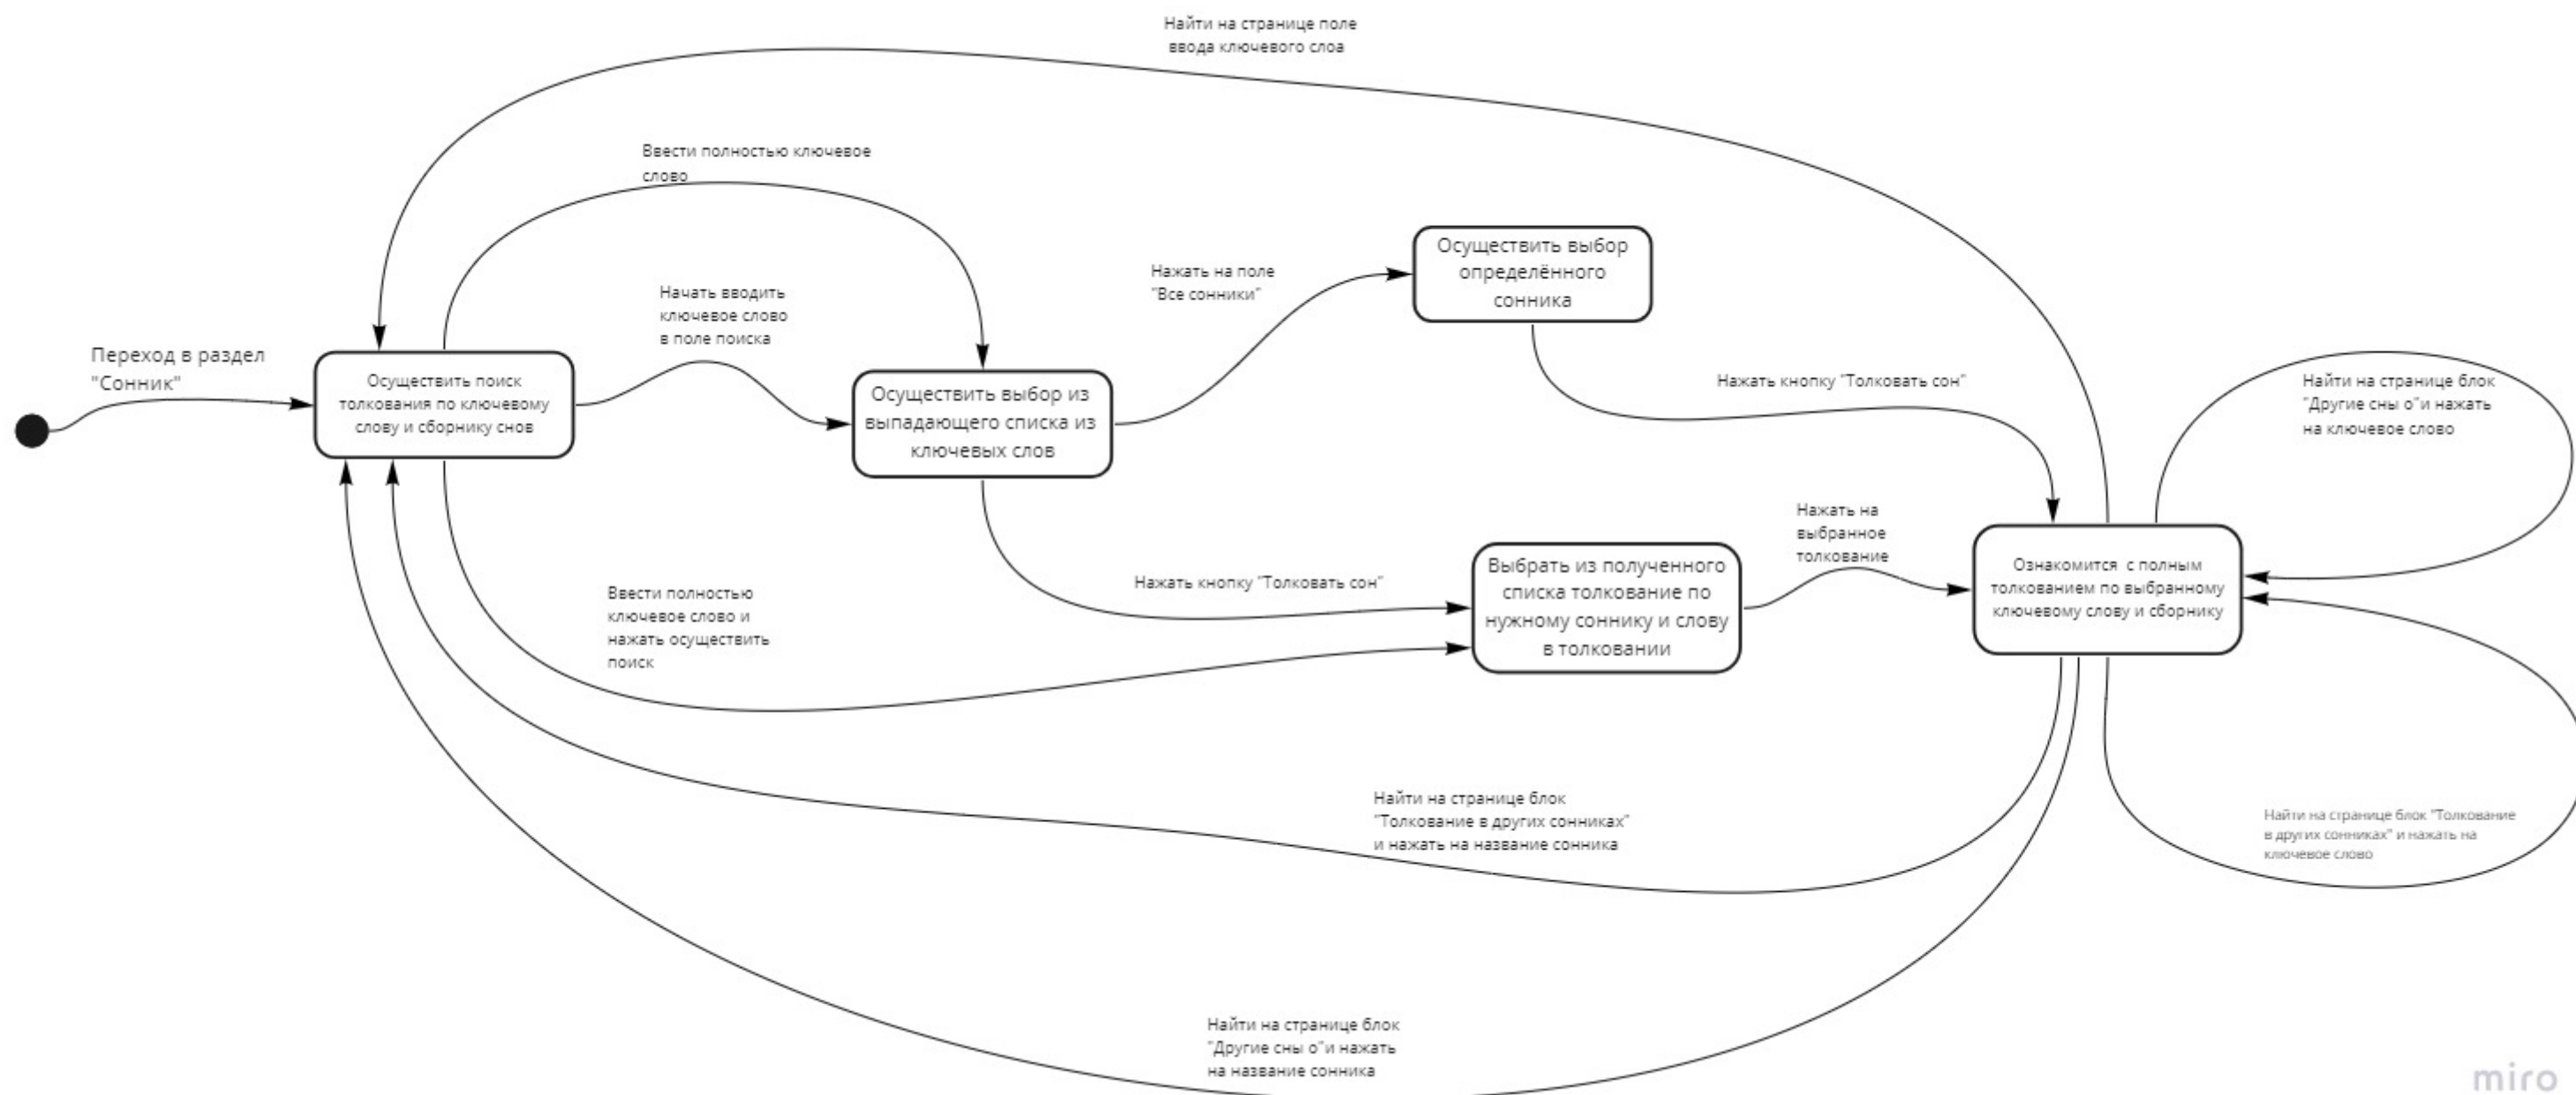 Найти на странице поле
ввода ключевого слоа
Ввести полностью ключевое
слово
Осуществить выбор
определённого
сонника
Нажать на поле
"Все сонники"
Начать вводить
ключевое слово
в поле поиска
Переход в раздел
"Сонник"
Осуществить поиск
толкования по ключевому
слову и сборнику снов
Осуществить выбор из
выпадающего списка из
ключевых слов
Нажать кнопку "Толковать сон"
Найти на странице блок
"Другие сны о"и нажать
на ключевое слово
Нажать на
выбранное
толкование
Ознакомится с полным
толкованием по выбранному
ключевому слову и сборнику
Выбрать из полученного
списка толкование по
нужному соннику и слову
в толковании
Нажать кнопку "Толковать сон"
Ввести полностью
ключевое слово и
нажать осуществить
поиск
Найти на странице блок
"Толкование в других сонниках"
и нажать на название сонника
Найти на странице блок "Толкование
в других сонниках" и нажать на
ключевое слово
Найти на странице блок
"Другие сны о"и нажать
на название сонника
miro